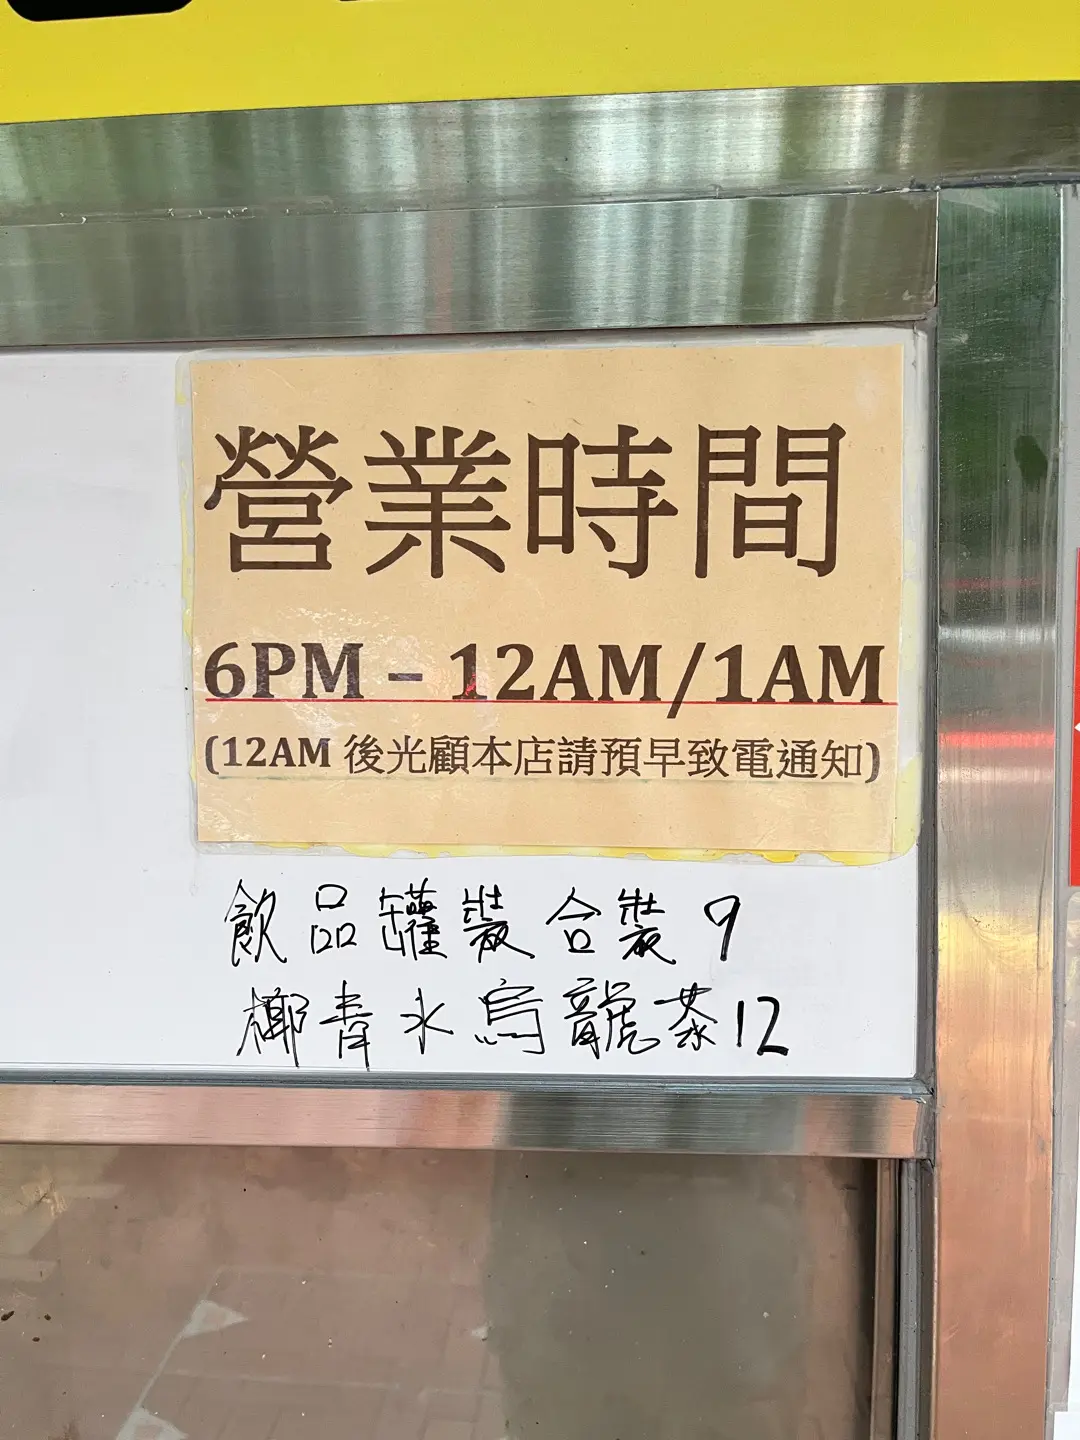 營業時間
6PM – 12AM/1AM
(12AM 後光顧本店請預早致電通知)
飲品罐裝合裝 9
椰青水烏龍茶 12